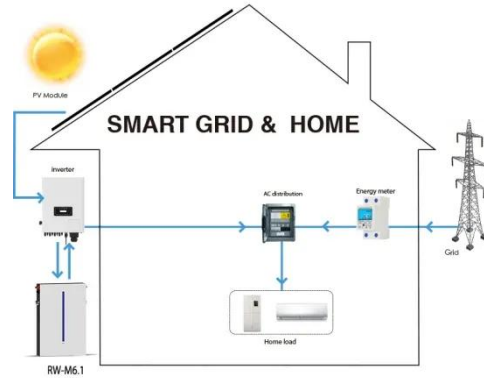 PV Module
SMART GRID & HOME
inverter
AC distribution
Energy meter
Grid
Home load
RW-M6.1